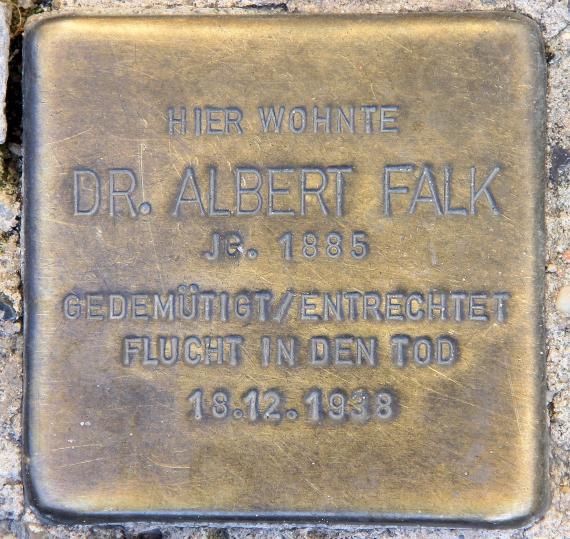 HIER WOHNTE
DR. ALBERT FALK
JG. 1885
GEDEMÜTIGT/ENTRECHTET
FLUCHT IN DEN TOD
18.12.1938